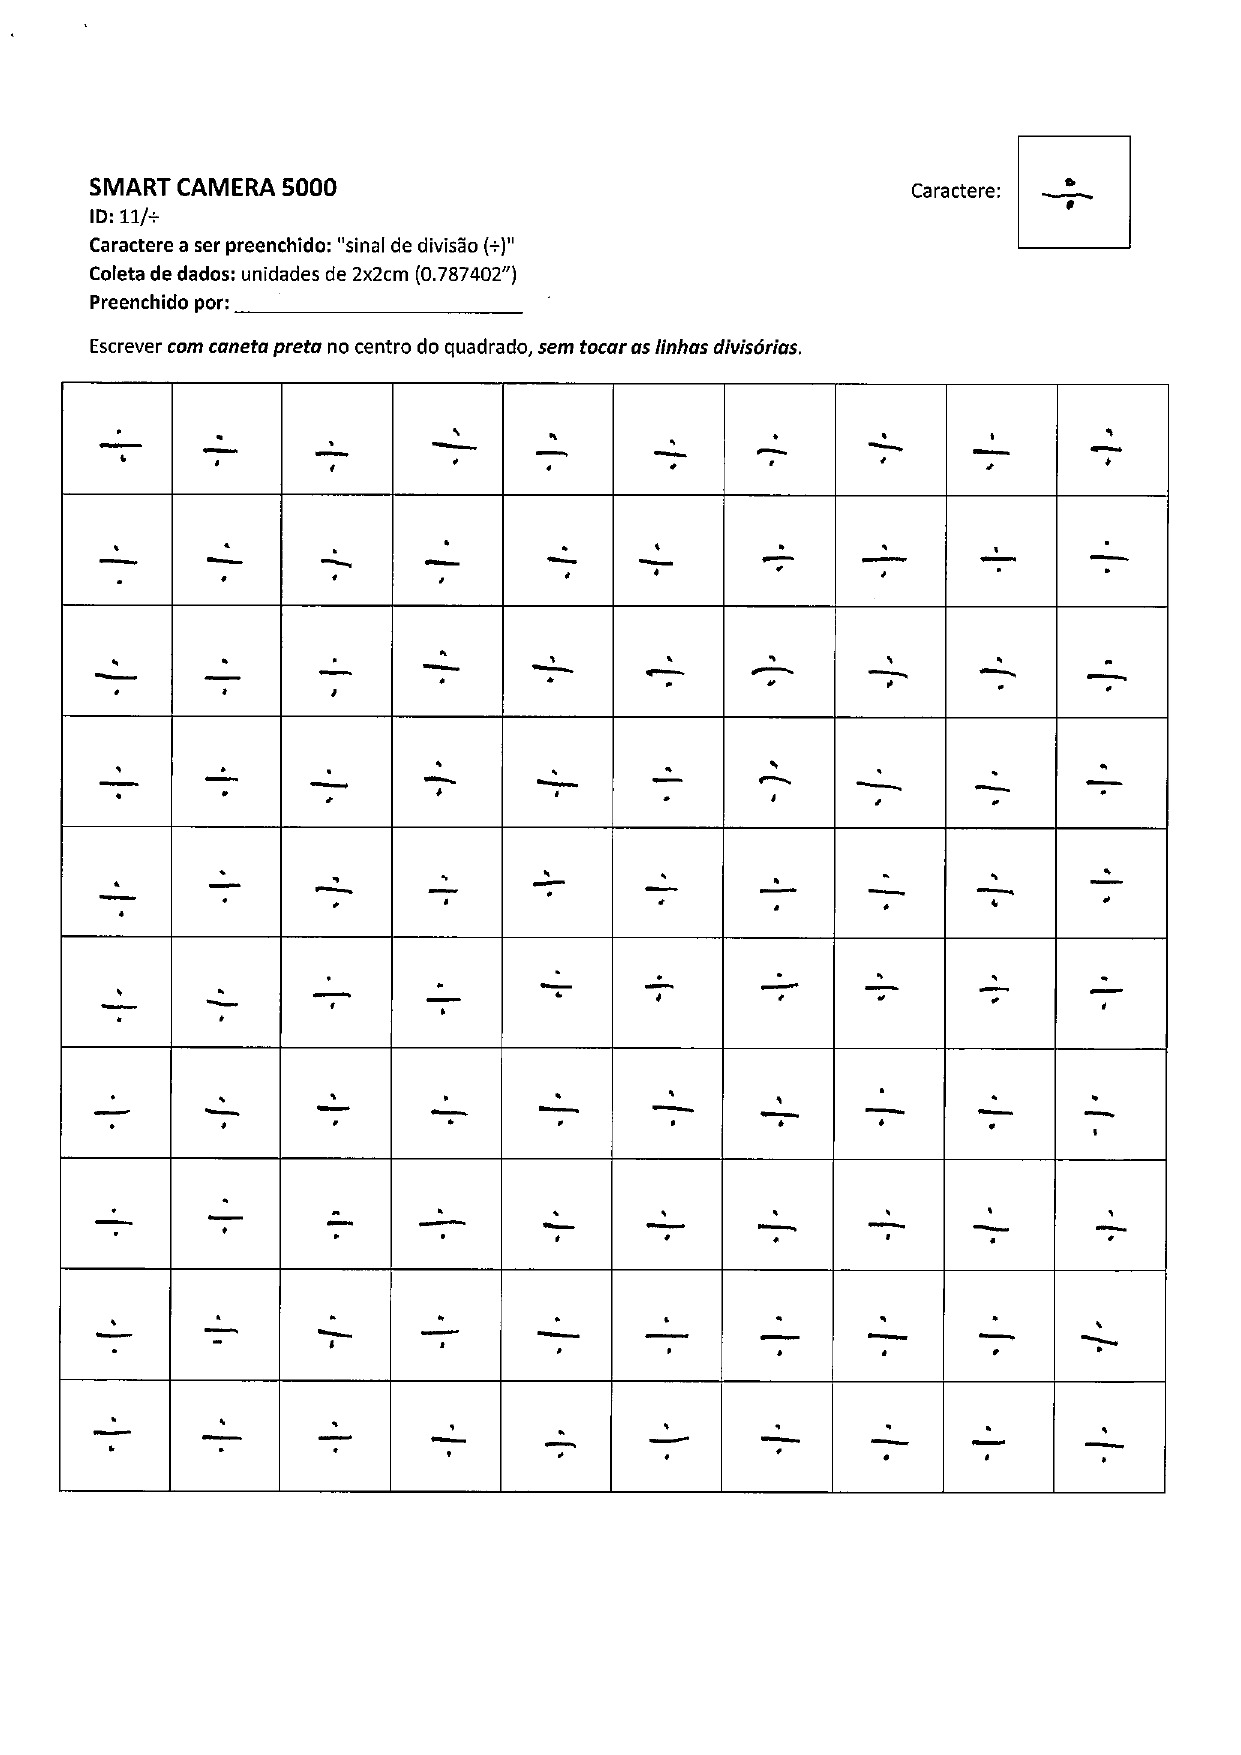 SMART CAMERA 5000
ID: 11/÷
Caractere a ser preenchido: "sinal de divisão (÷)"
Coleta de dados: unidades de 2x2cm (0.787402″)
Preenchido por: ____________________________
Caractere: ÷
Escrever com caneta preta no centro do quadrado, sem tocar as linhas divisórias.
÷ ÷ ÷ ÷ ÷ ÷ ÷ ÷ ÷ ÷
÷ ÷ ÷ ÷ ÷ ÷ ÷ ÷ ÷ ÷
÷ ÷ ÷ ÷ ÷ ÷ ÷ ÷ ÷ ÷
÷ ÷ ÷ ÷ ÷ ÷ ÷ ÷ ÷ ÷
÷ ÷ ÷ ÷ ÷ ÷ ÷ ÷ ÷ ÷
÷ ÷ ÷ ÷ ÷ ÷ ÷ ÷ ÷ ÷
÷ ÷ ÷ ÷ ÷ ÷ ÷ ÷ ÷ ÷
÷ ÷ ÷ ÷ ÷ ÷ ÷ ÷ ÷ ÷
÷ ÷ ÷ ÷ ÷ ÷ ÷ ÷ ÷ ÷
÷ ÷ ÷ ÷ ÷ ÷ ÷ ÷ ÷ ÷